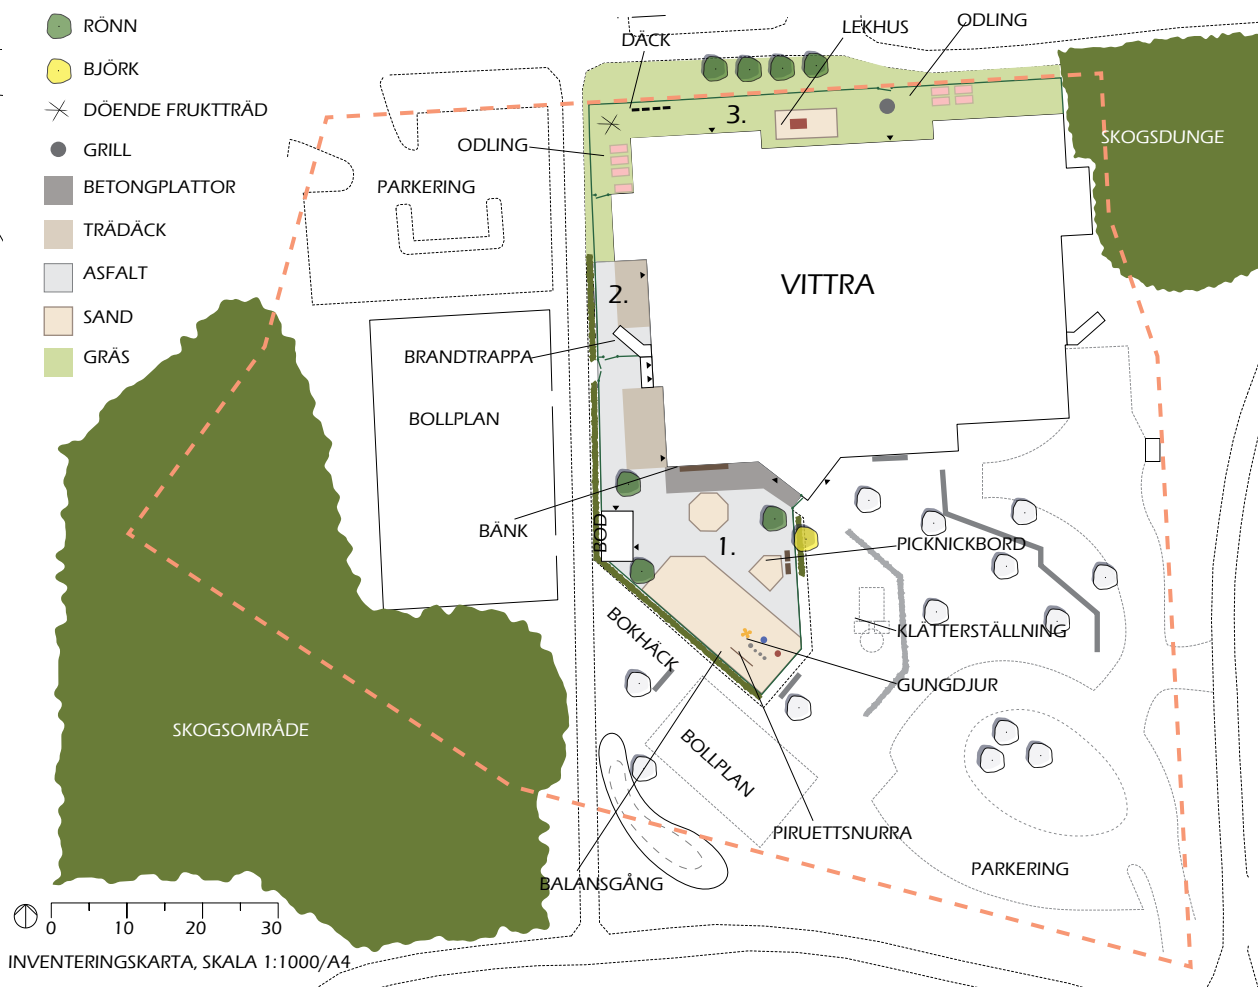 RÖNN
BJÖRK
DÖENDE FRUKTTRÄD
GRILL
BETONGPLATTOR
TRÄDÄCK
ASFALT
SAND
GRÄS
DÄCK
LEKHUS
ODLING
3.
SKOGSDUNGE
ODLING
PARKERING
VITTRA
2.
BRANDTRAPPA
BOLLPLAN
BÄNK
BOD
1.
PICKNICKBORD
BOKHÄCK
KLÄTTERSTÄLLNING
GUNGDJUR
SKOGSOMRÅDE
BOLLPLAN
PIRUETTSNURRA
BALANSGÅNG
PARKERING
0 10 20 30
INVENTERINGSKARTA, SKALA 1:1000/A4